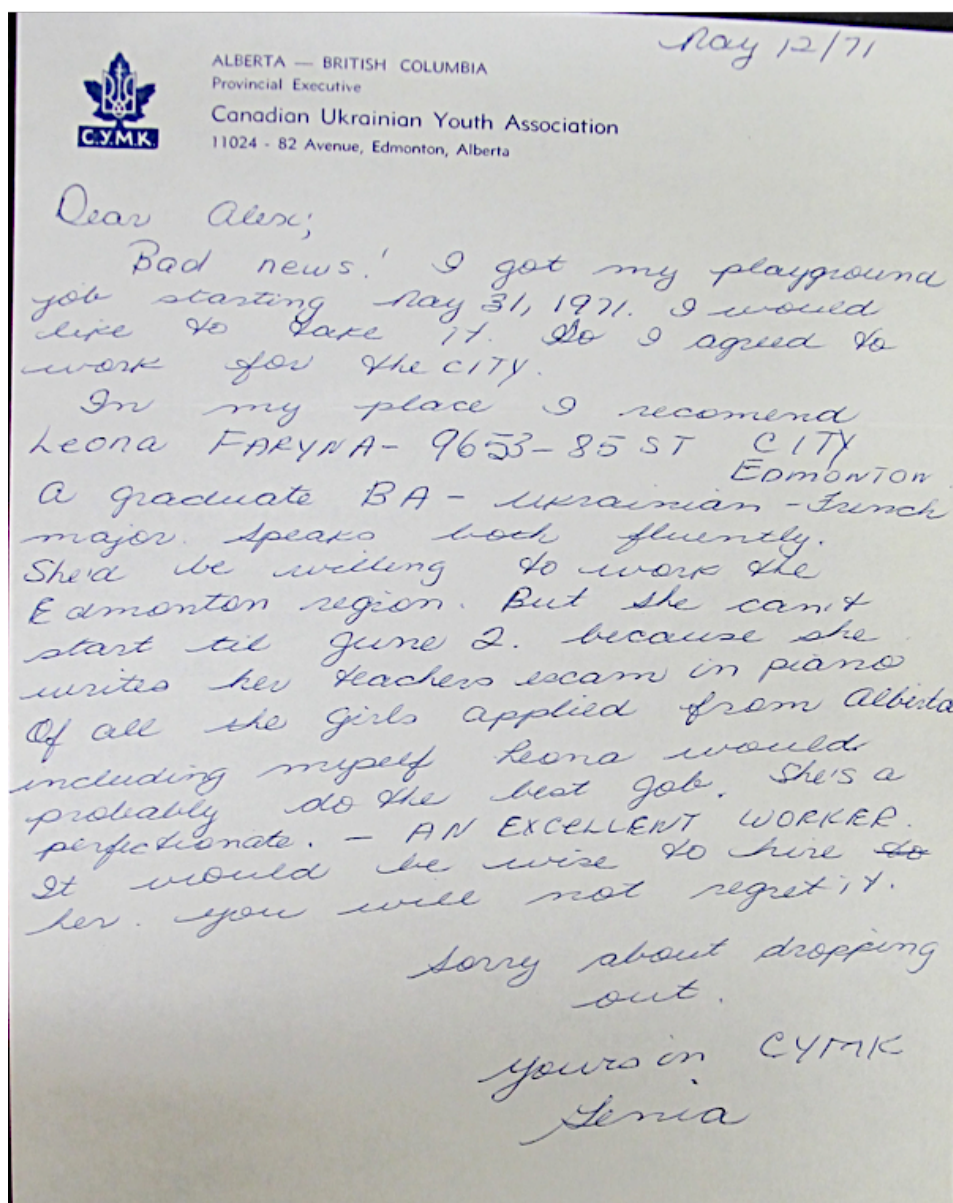 May 12/71
ALBERTA — BRITISH COLUMBIA
Provincial Executive
Canadian Ukrainian Youth Association
11024 - 82 Avenue, Edmonton, Alberta
С.У.М.К.
Dear Alex;
Bad news! I got my playground
job starting May 31, 1971. I would
like to take it. So I agreed to
work for the CITY.
In my place I recomend
Leona FARYNA - 9653 - 85 ST CITY
EDMONTON
A graduate BA - Ukrainian - French
major. Speaks both fluently.
She'd be willing to work the
Edmonton region. But she can't
start til June 2. because she
writes her teachers exam in piano
Of all the girls applied from Alberta
including myself Leona would
probably do the best job. She's a
perfectionate. - AN EXCELLENT WORKER.
It would be wise to hire to
her. You will not regret it.
Sorry about dropping
out.
Yours in CYMK
Genia